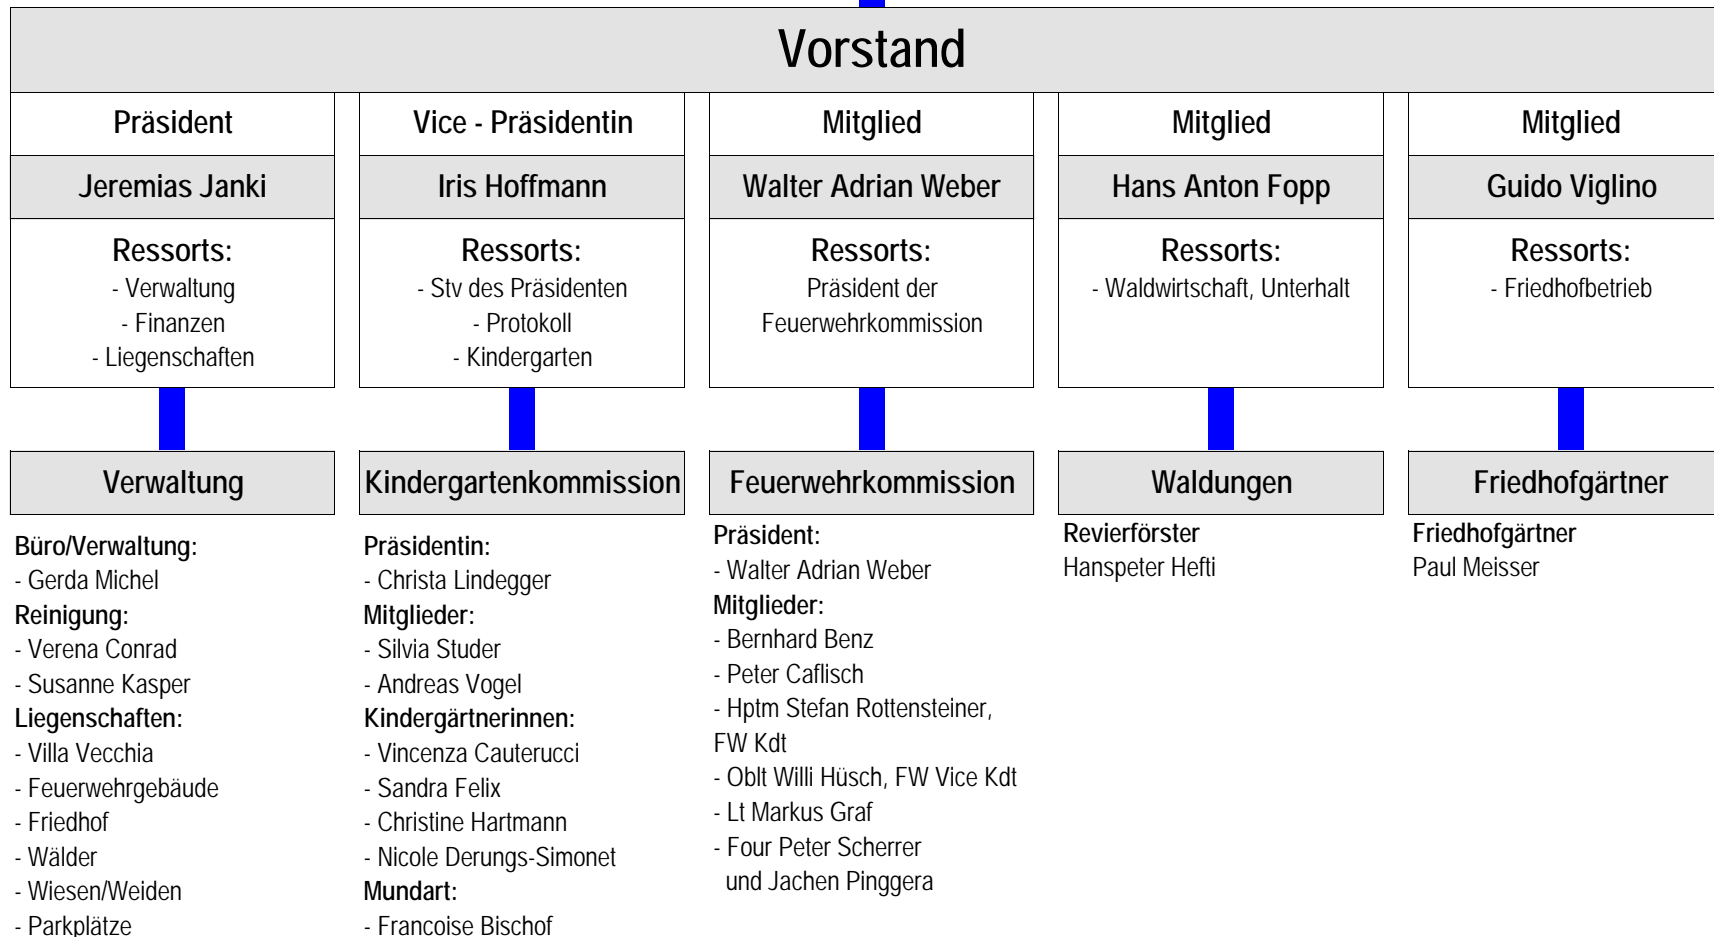 Vorstand
Präsident
Jeremias Janki
Ressorts:
- Verwaltung
- Finanzen
- Liegenschaften
Vice - Präsidentin
Iris Hoffmann
Ressorts:
- Stv des Präsidenten
- Protokoll
- Kindergarten
Mitglied
Walter Adrian Weber
Ressorts:
Präsident der
Feuerwehrkommission
Mitglied
Hans Anton Fopp
Ressorts:
- Waldwirtschaft, Unterhalt
Mitglied
Guido Viglino
Ressorts:
- Friedhofbetrieb
Verwaltung
Büro/Verwaltung:
- Gerda Michel
Reinigung:
- Verena Conrad
- Susanne Kasper
Liegenschaften:
- Villa Vecchia
- Feuerwehrgebäude
- Friedhof
- Wälder
- Wiesen/Weiden
- Parkplätze
Kindergartenkommission
Präsidentin:
- Christa Lindegger
Mitglieder:
- Silvia Studer
- Andreas Vogel
Kindergärtnerinnen:
- Vincenza Cauterucci
- Sandra Felix
- Christine Hartmann
- Nicole Derungs-Simonet
Mundart:
- Francoise Bischof
Feuerwehrkommission
Präsident:
- Walter Adrian Weber
Mitglieder:
- Bernhard Benz
- Peter Caflisch
- Hptm Stefan Rottensteiner,
FW Kdt
- Oblt Willi Hüsch, FW Vice Kdt
- Lt Markus Graf
- Four Peter Scherrer
und Jachen Pinggera
Waldungen
Revierförster
Hanspeter Hefti
Friedhofgärtner
Friedhofgärtner
Paul Meisser